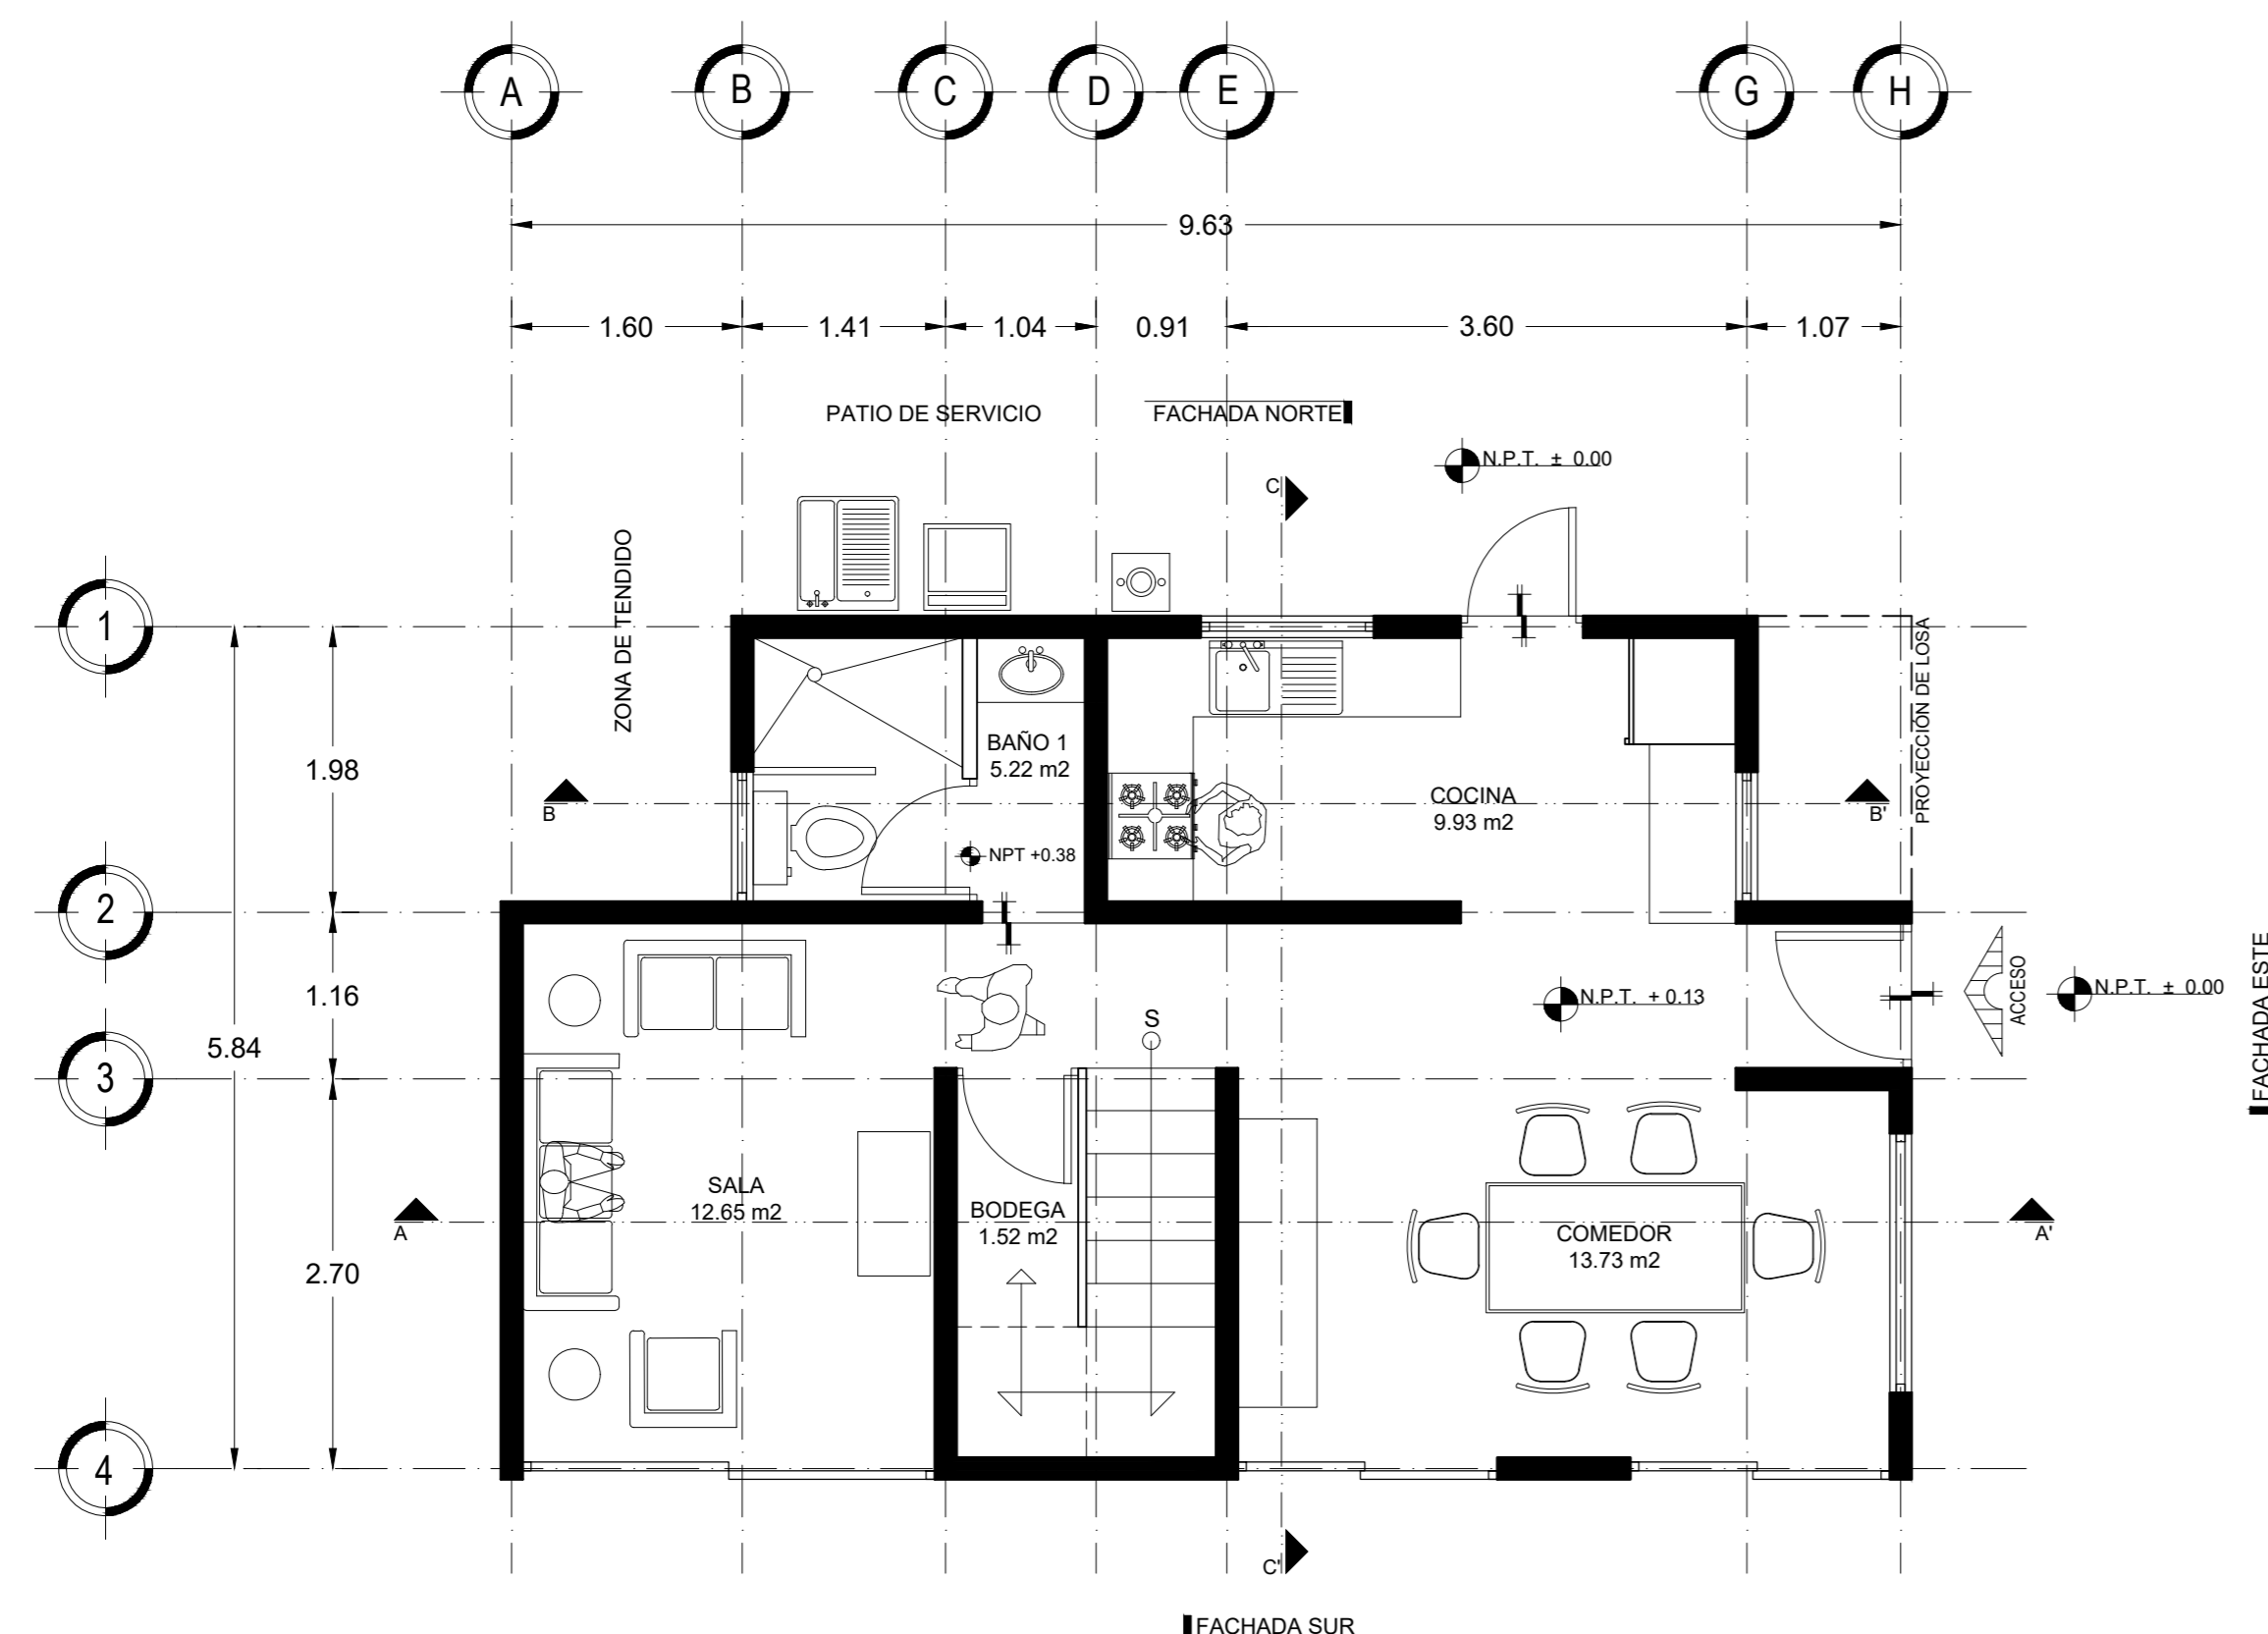 A
B
C
D
E
G
H
9.63
1.60
1.41
1.04
0.91
3.60
1.07
PATIO DE SERVICIO
FACHADA NORTE
N.P.T. ± 0.00
C
ZONA DE TENDIDO
1
PROYECCIÓN DE LOSA
BAÑO 1
5.22 m2
1.98
B
COCINA
9.93 m2
B'
NPT +0.38
2
1.16
N.P.T. + 0.13
ACCESO
N.P.T. ± 0.00
FACHADA ESTE
S
5.84
3
SALA
12.65 m2
BODEGA
1.52 m2
COMEDOR
13.73 m2
A
A'
2.70
4
C'
FACHADA SUR